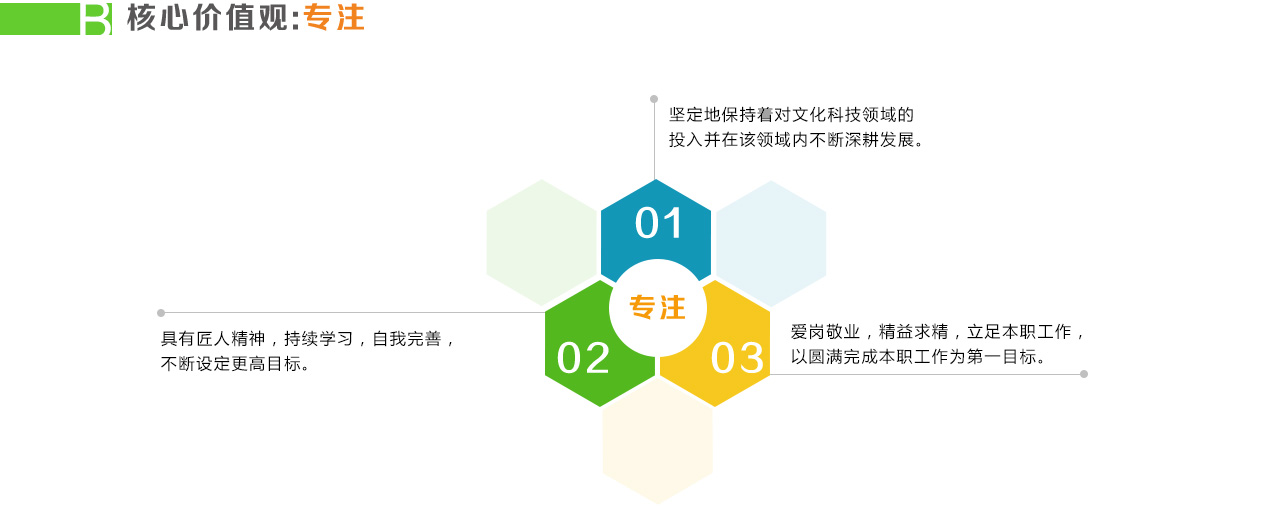 B 核心价值观:专注
坚定地保持着对文化科技领域的
投入并在该领域内不断深耕发展。
01
专注
具有匠人精神，持续学习，自我完善，
不断设定更高目标。
02
03
爱岗敬业，精益求精，立足本职工作，
以圆满完成本职工作为第一目标。